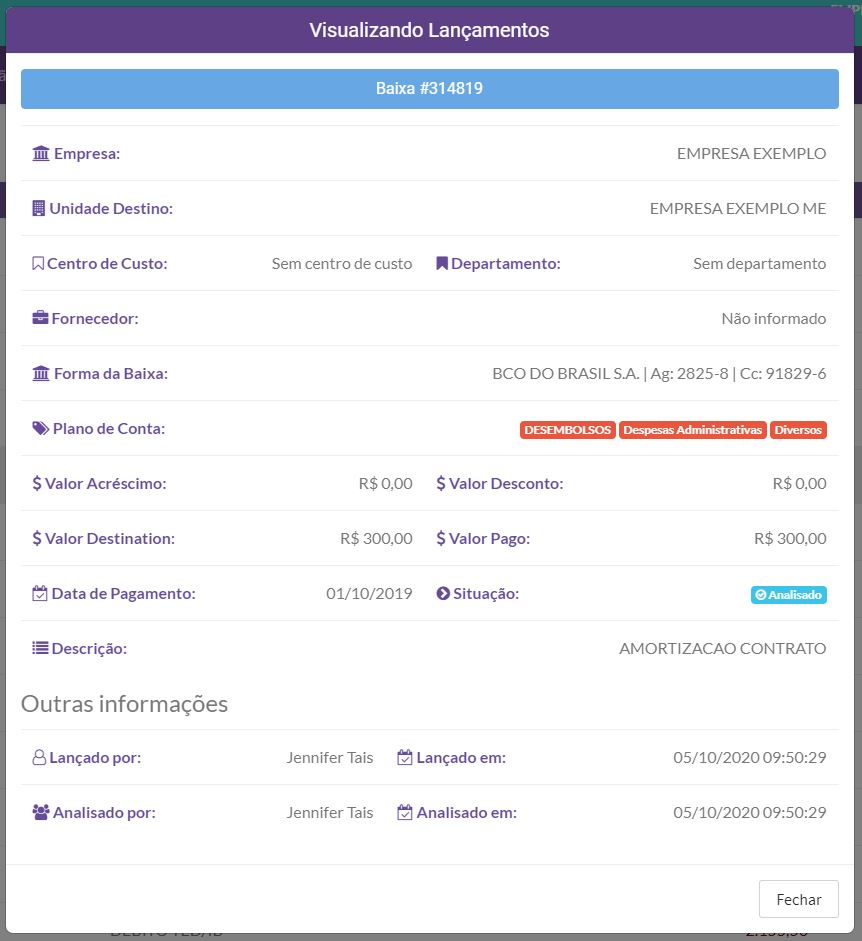 Visualizando Lançamentos
Baixa #314819
Empresa: EMPRESA EXEMPLO
Unidade Destino: EMPRESA EXEMPLO ME
Centro de Custo: Sem centro de custo Departamento: Sem departamento
Fornecedor: Não informado
Forma da Baixa: BCO DO BRASIL S.A. | Ag: 2825-8 | Cc: 91829-6
Plano de Conta: DESEMBOLSOS Despesas Administrativas Diversos
$ Valor Acréscimo: R$ 0,00 $ Valor Desconto: R$ 0,00
$ Valor Destination: R$ 300,00 $ Valor Pago: R$ 300,00
Data de Pagamento: 01/10/2019 Situação: Analisado
Descrição: AMORTIZACAO CONTRATO
Outras informações
Lançado por: Jennifer Tais Lançado em: 05/10/2020 09:50:29
Analisado por: Jennifer Tais Analisado em: 05/10/2020 09:50:29
Fechar